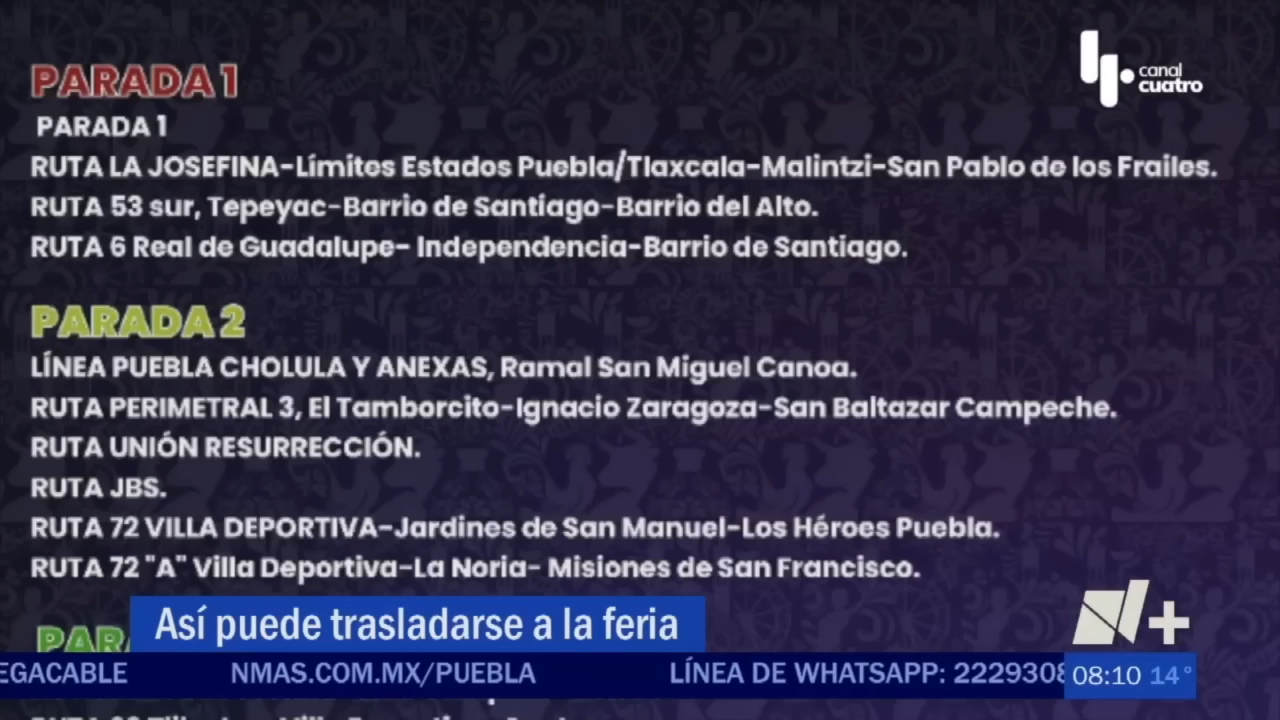 canal
cuatro
PARADA 1
PARADA 1
RUTA LA JOSEFINA-Límites Estados Puebla/Tlaxcala-Malintzi-San Pablo de los Frailes.
RUTA 53 sur, Tepeyac-Barrio de Santiago-Barrio del Alto.
RUTA 6 Real de Guadalupe- Independencia-Barrio de Santiago.
PARADA 2
LÍNEA PUEBLA CHOLULA Y ANEXAS, Ramal San Miguel Canoa.
RUTA PERIMETRAL 3, El Tamborcito-Ignacio Zaragoza-San Baltazar Campeche.
RUTA UNIÓN RESURRECCIÓN.
RUTA JBS.
RUTA 72 VILLA DEPORTIVA-Jardines de San Manuel-Los Héroes Puebla.
RUTA 72 "A" Villa Deportiva-La Noria- Misiones de San Francisco.
PAR
Así puede trasladarse a la feria
N+
EGACABLE NMAS.COM.MX/PUEBLA LÍNEA DE WHATSAPP: 2229308
08:10 14°